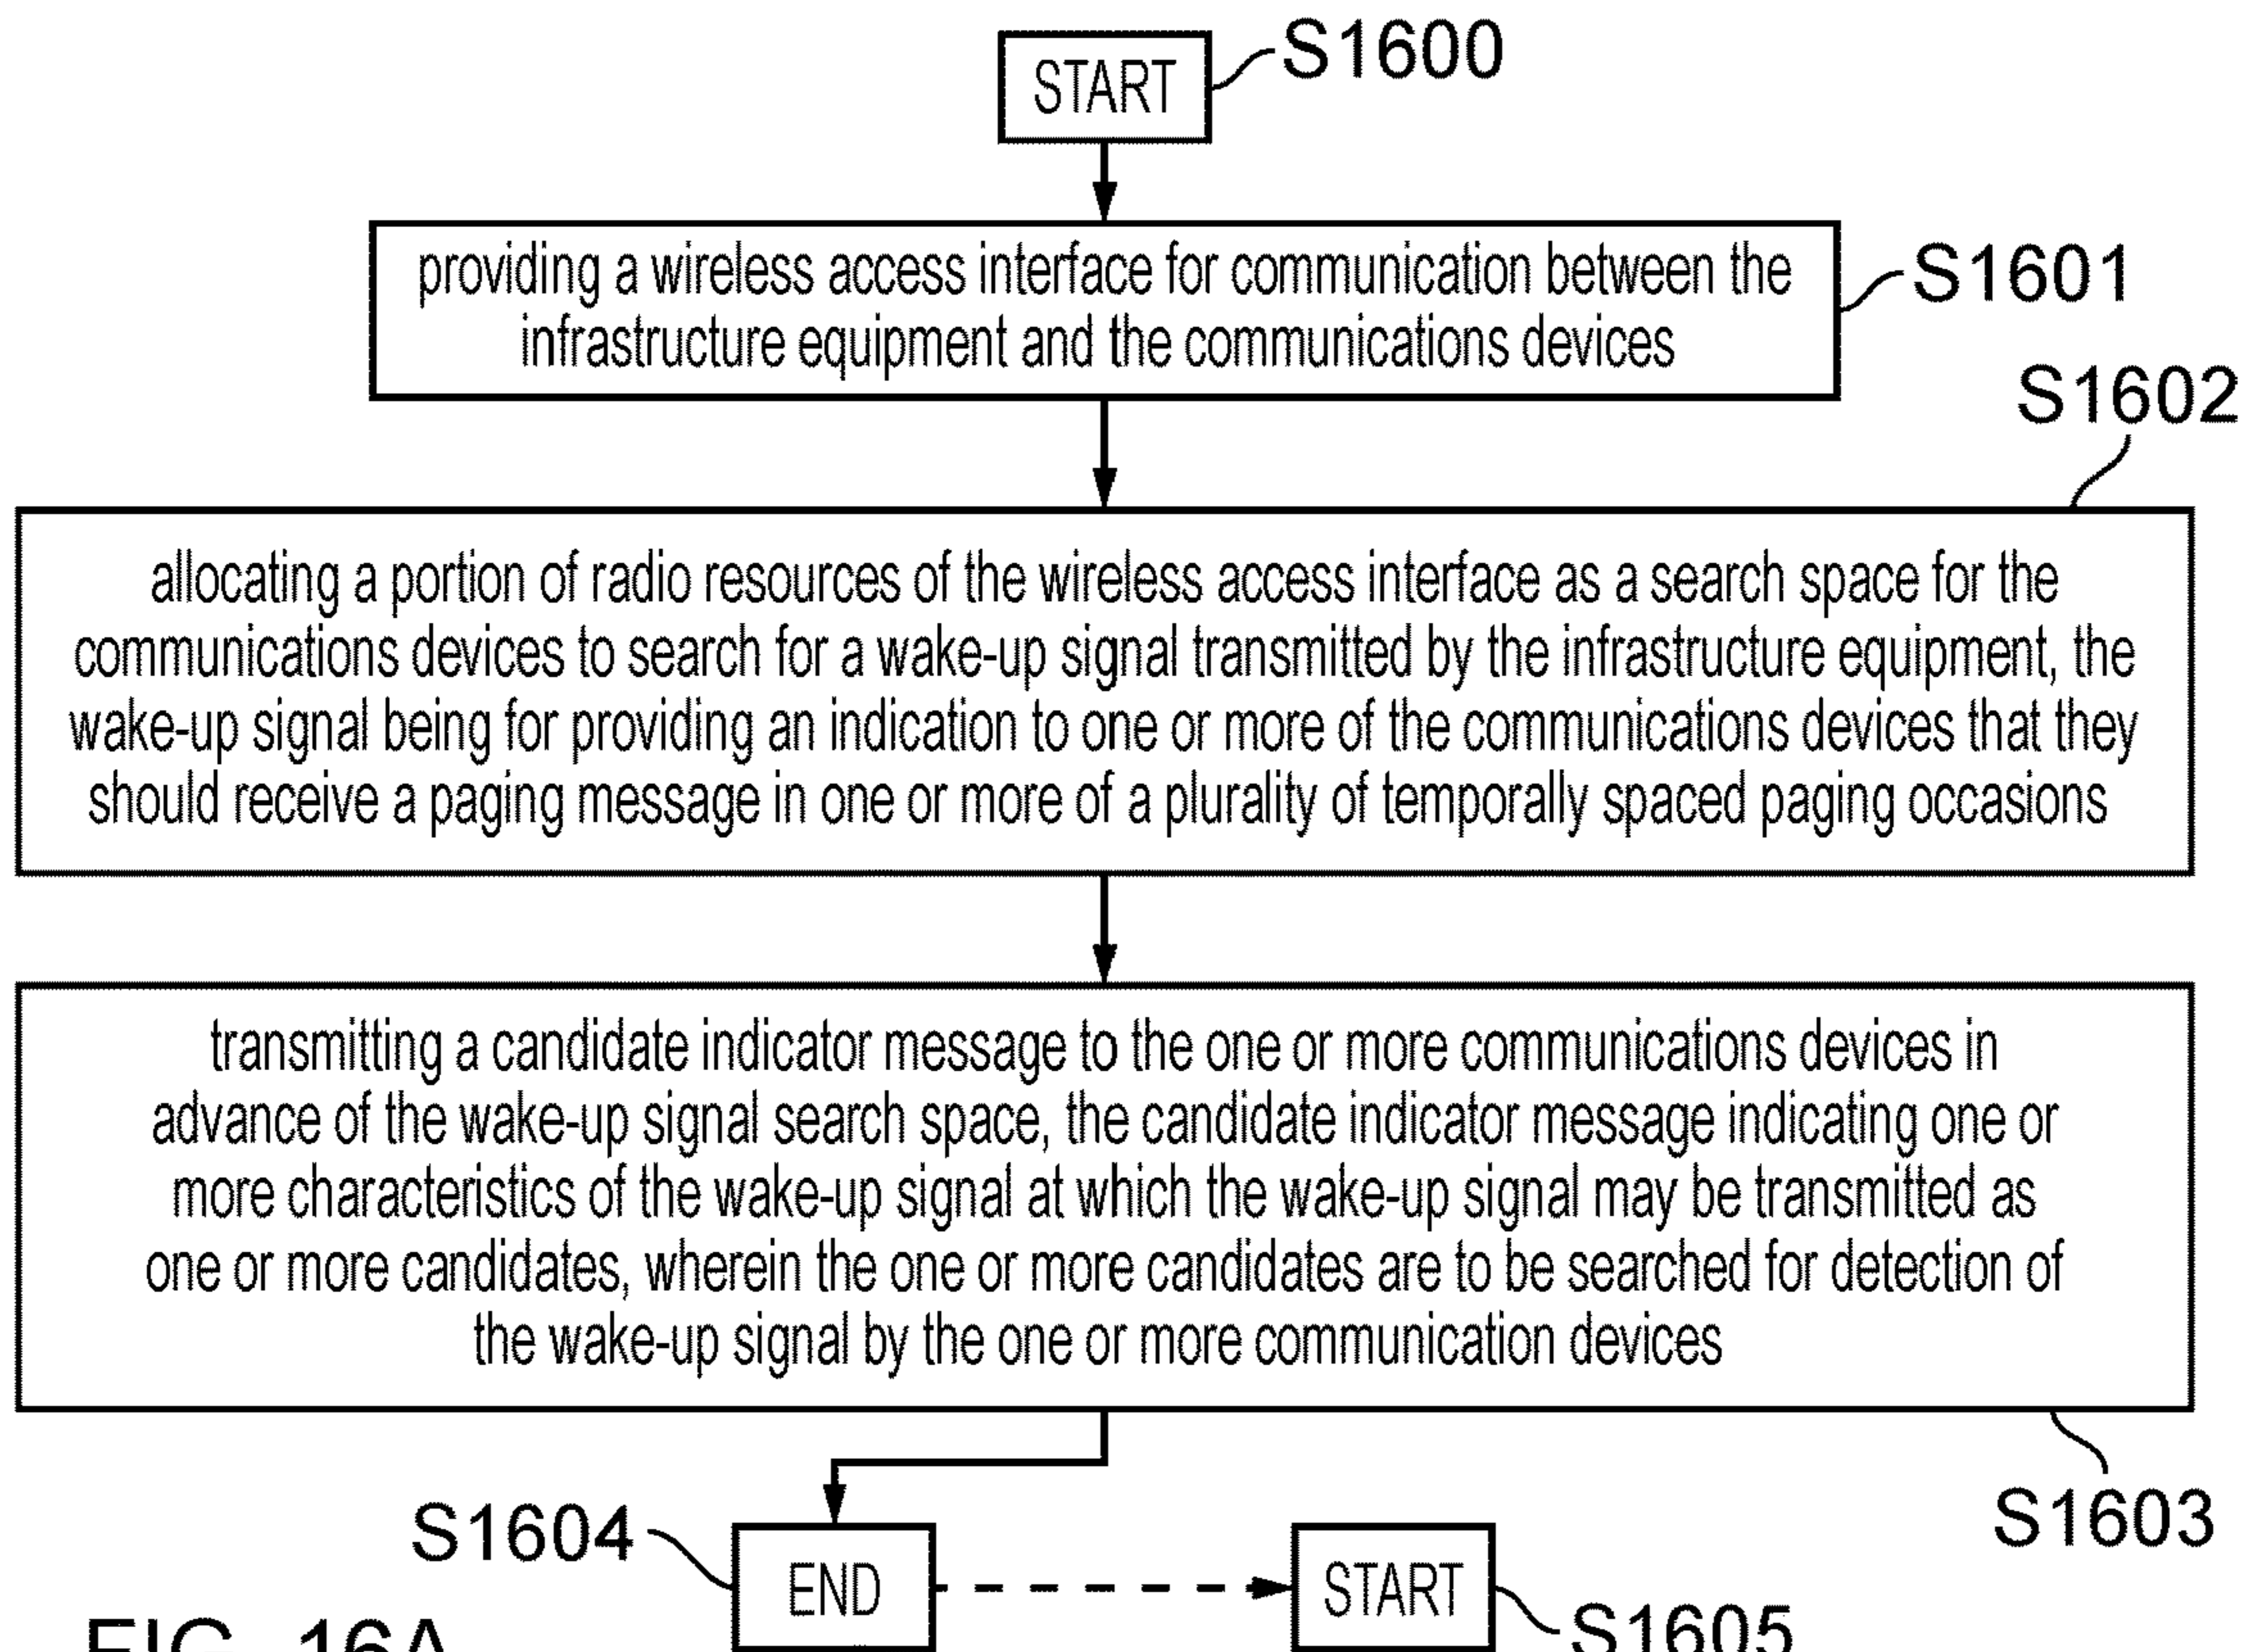 START
S1600
providing a wireless access interface for communication between the
infrastructure equipment and the communications devices
S1601
S1602
allocating a portion of radio resources of the wireless access interface as a search space for the
communications devices to search for a wake-up signal transmitted by the infrastructure equipment, the
wake-up signal being for providing an indication to one or more of the communications devices that they
should receive a paging message in one or more of a plurality of temporally spaced paging occasions
transmitting a candidate indicator message to the one or more communications devices in
advance of the wake-up signal search space, the candidate indicator message indicating one or
more characteristics of the wake-up signal at which the wake-up signal may be transmitted as
one or more candidates, wherein the one or more candidates are to be searched for detection of
the wake-up signal by the one or more communication devices
S1603
S1604
END
START
S1605
FIG. 16A